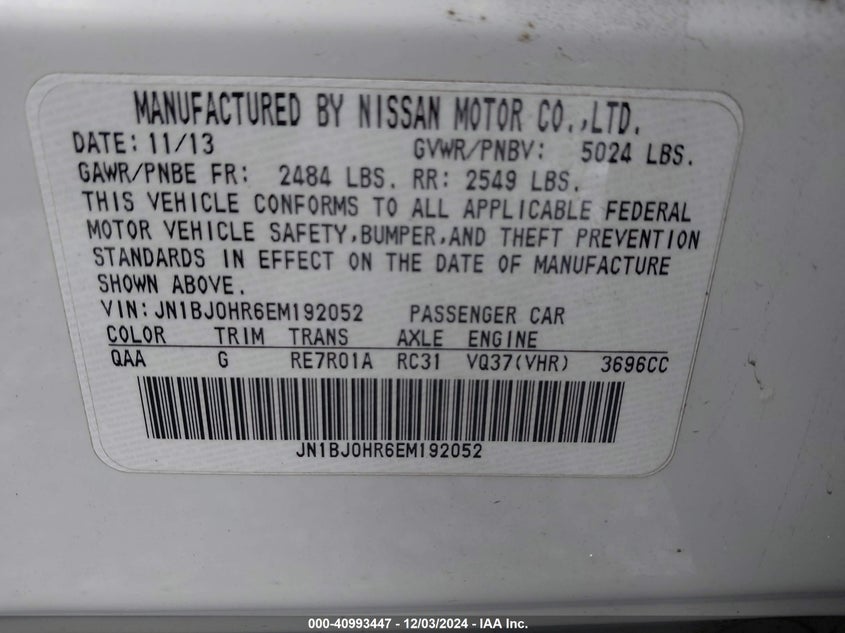 MANUFACTURED BY NISSAN MOTOR CO.,LTD.
DATE: 11/13 GVWR/PNBV: 5024 LBS.
GAWR/PNBE FR: 2484 LBS. RR: 2549 LBS.
THIS VEHICLE CONFORMS TO ALL APPLICABLE FEDERAL
MOTOR VEHICLE SAFETY,BUMPER,AND THEFT PREVENTION
STANDARDS IN EFFECT ON THE DATE OF MANUFACTURE
SHOWN ABOVE.
VIN:JN1BJ0HR6EM192052 PASSENGER CAR
COLOR TRIM TRANS AXLE ENGINE
QAA G RE7R01A RC31 VQ37(VHR) 3696CC
JN1BJ0HR6EM192052
000-40993447 - 12/03/2024 - IAA Inc.